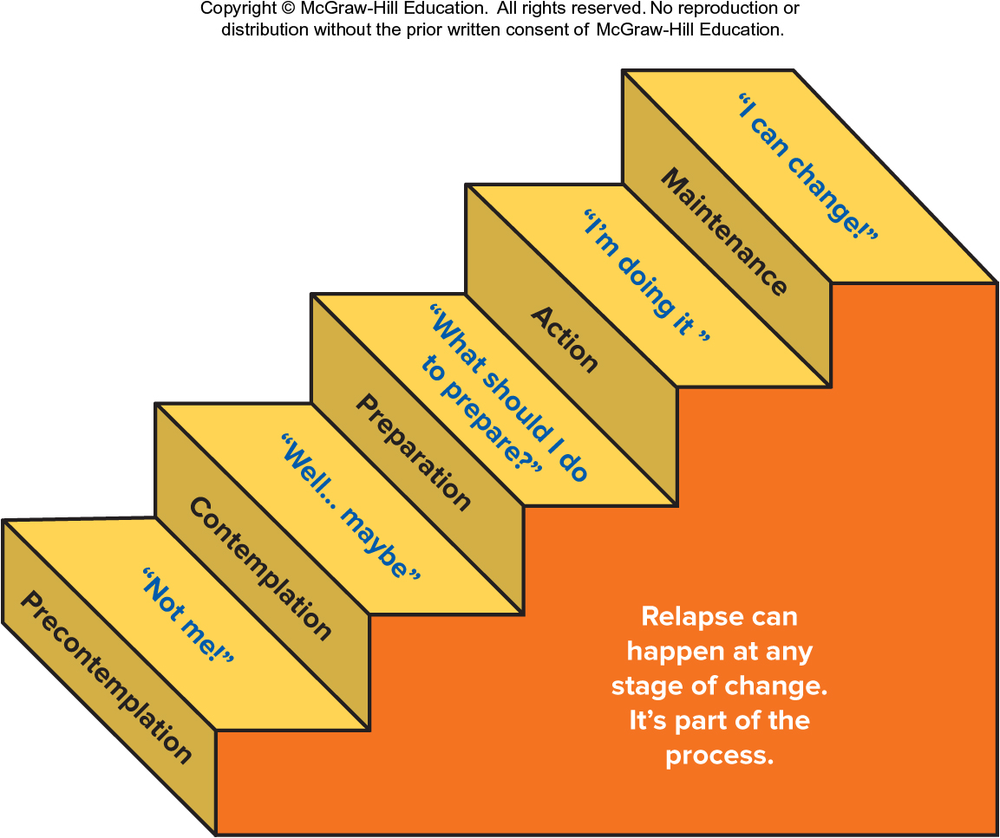 Copyright © McGraw-Hill Education. All rights reserved. No reproduction or
distribution without the prior written consent of McGraw-Hill Education.
Precontemplation
“Not me!”
Contemplation
“Well... maybe”
Preparation
“What should I do
to prepare?”
Action
“I’m doing it ”
Maintenance
“I can change!”
Relapse can
happen at any
stage of change.
It’s part of the
process.